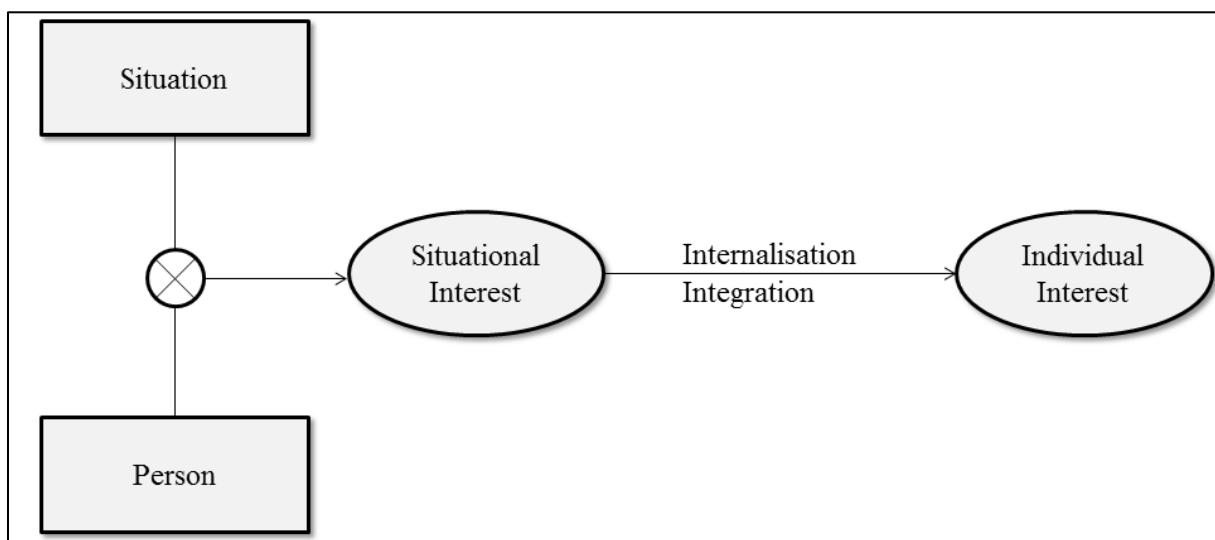 Situation
Situational
Interest
Internalisation
Integration
Individual
Interest
Person